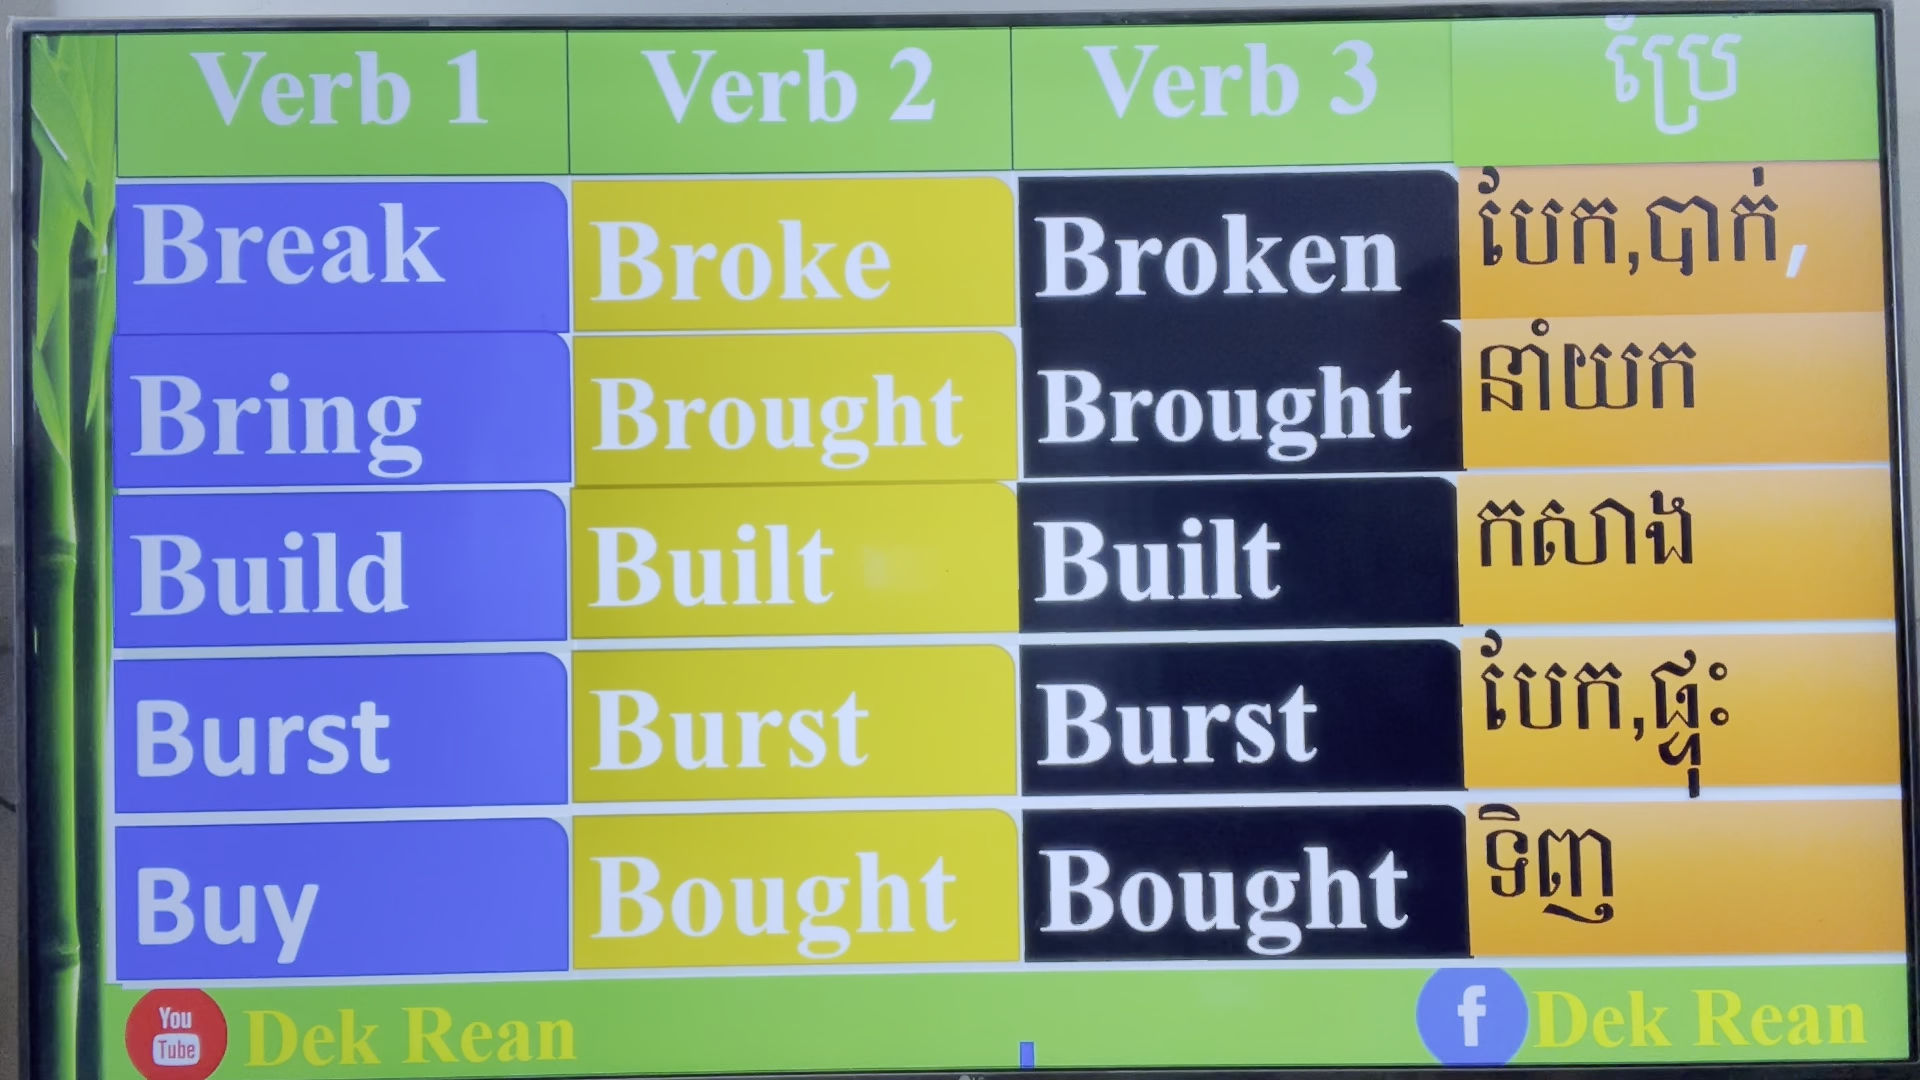 Verb 1 Verb 2 Verb 3 ប្រែ
Break Broke Broken បែក,បាក់,
Bring Brought Brought នាំយក
Build Built Built កសាង
Burst Burst Burst បែក,ផ្ទុះ
Buy Bought Bought ទិញ
You
Tube
Dek Rean f Dek Rean